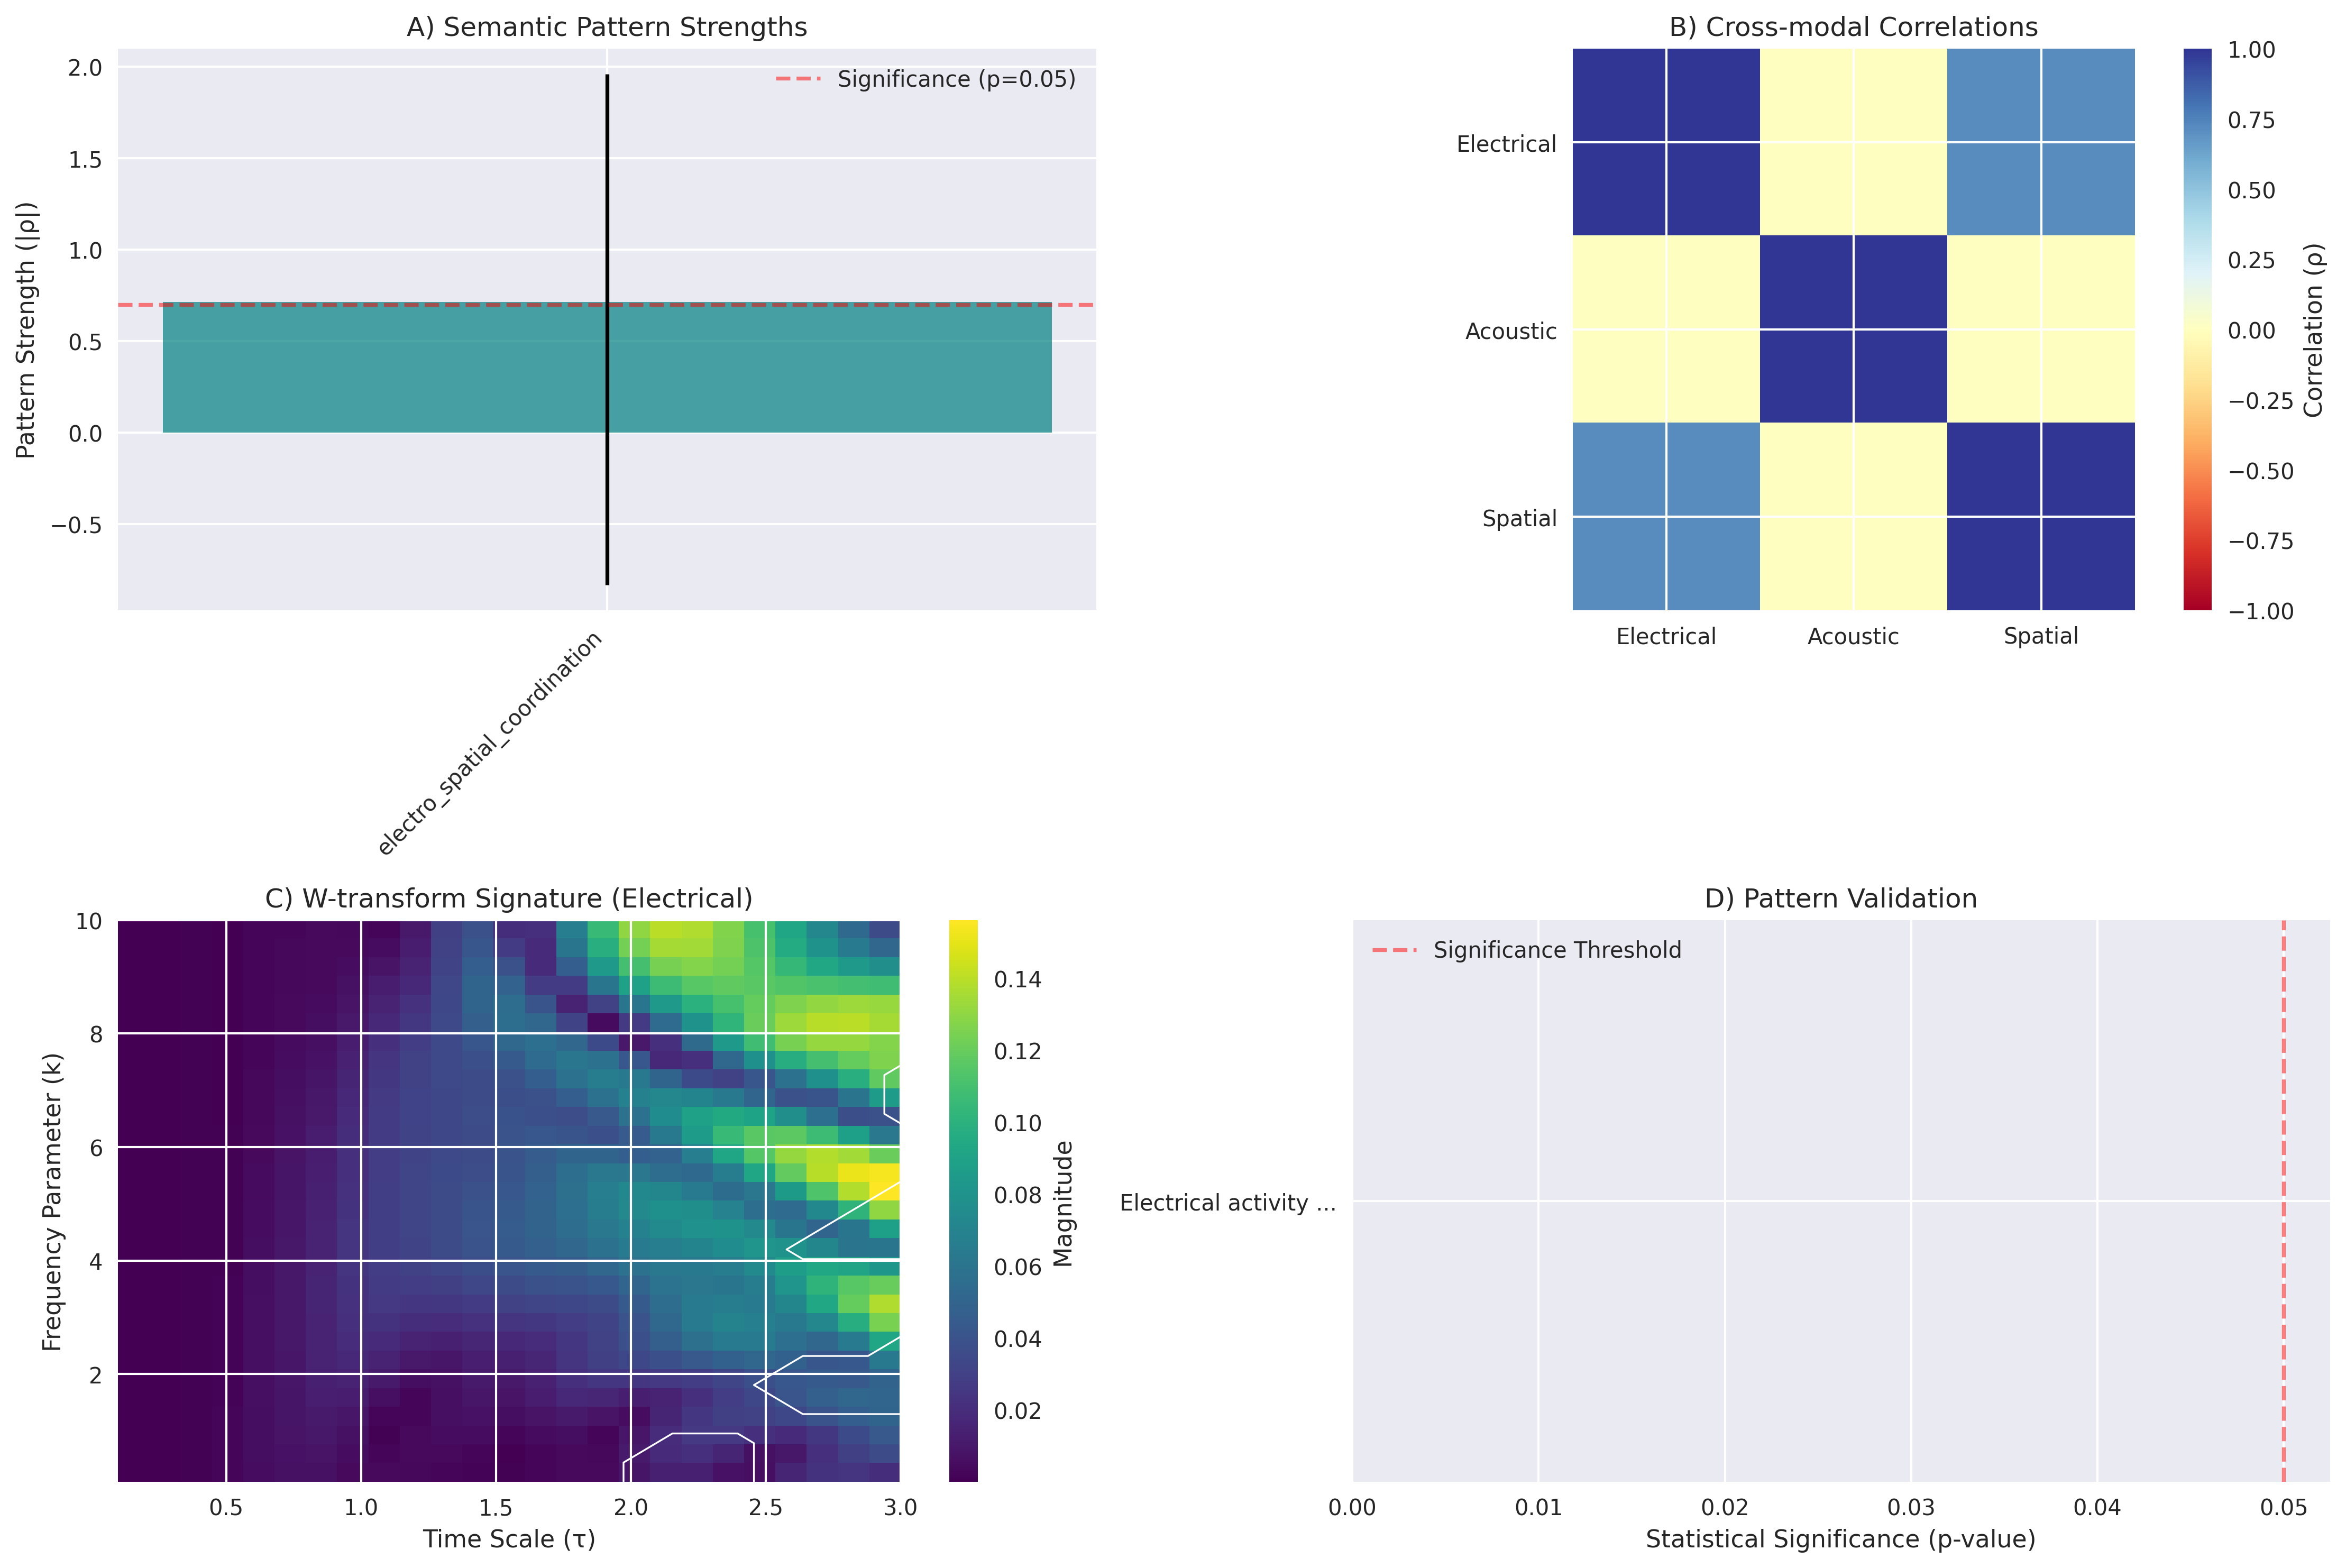 A) Semantic Pattern Strengths
2.0
1.5
1.0
0.5
0.0
−0.5
Pattern Strength (|ρ|)
Significance (p=0.05)
electro_spatial_coordination
B) Cross-modal Correlations
Electrical
Acoustic
Spatial
Electrical
Acoustic
Spatial
1.00
0.75
0.50
0.25
0.00
−0.25
−0.50
−0.75
−1.00
Correlation (ρ)
C) W-transform Signature (Electrical)
10
8
6
4
2
Frequency Parameter (k)
0.5
1.0
1.5
2.0
2.5
3.0
Time Scale (τ)
0.14
0.12
0.10
0.08
0.06
0.04
0.02
Magnitude
D) Pattern Validation
Significance Threshold
Electrical activity ...
0.00
0.01
0.02
0.03
0.04
0.05
Statistical Significance (p-value)